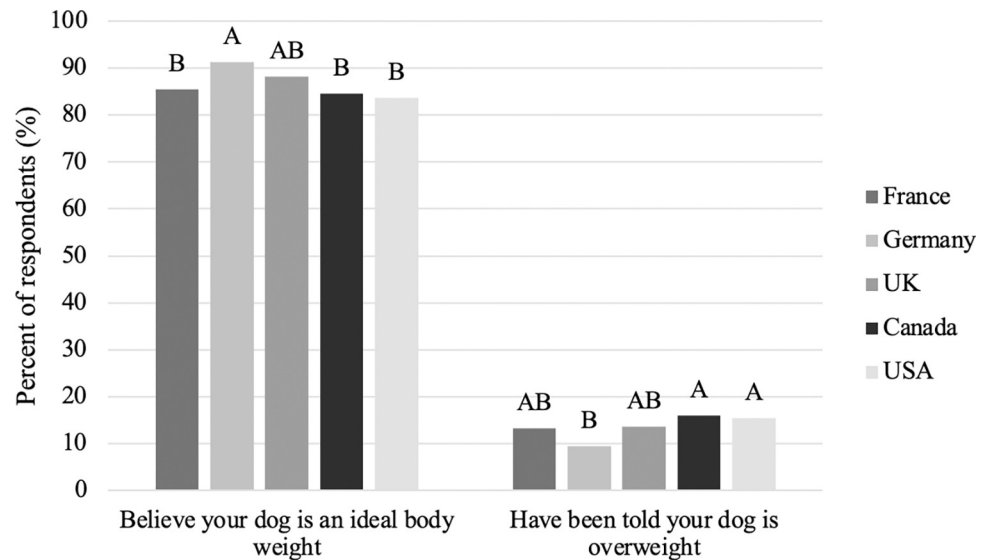 100
90
80
70
60
50
40
30
20
10
0
Percent of respondents (%)
B
A
AB
B
B
AB
B
AB
A
A
Believe your dog is an ideal body
weight
Have been told your dog is
overweight
France
Germany
UK
Canada
USA